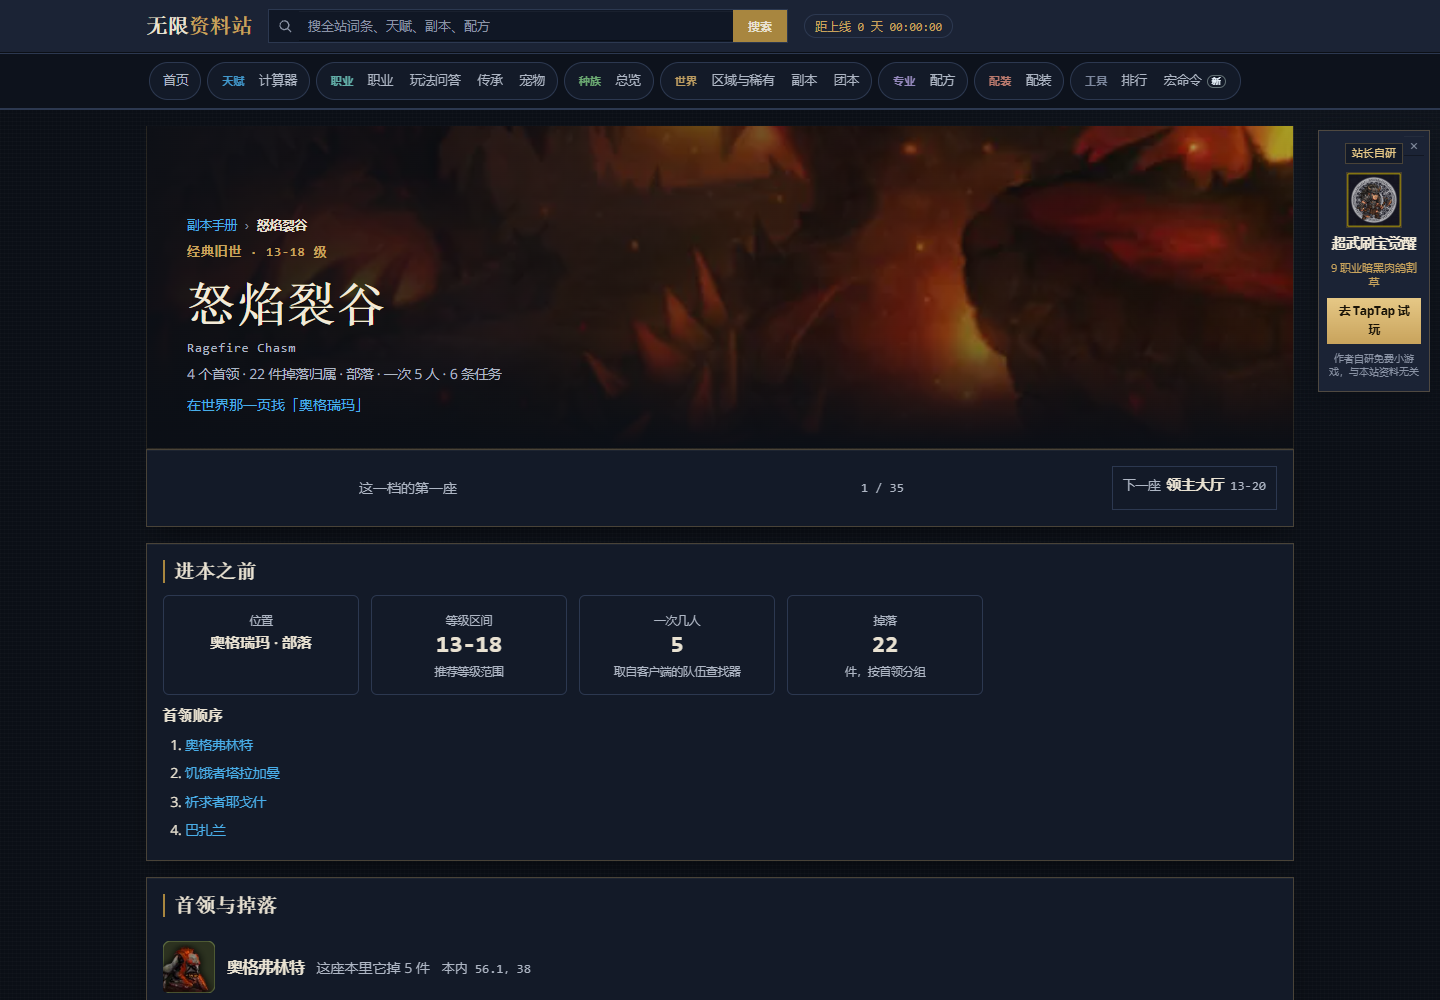 无限资料站
搜全站词条、天赋、副本、配方
搜索
距上线 0 天 00:00:00
首页
天赋 计算器
职业 职业 玩法问答 传承 宠物
种族 总览
世界 区域与稀有 副本 团本
专业 配方
配装 配装
工具 排行 宏命令 新
副本手册 › 怒焰裂谷
经典旧世 · 13-18 级
怒焰裂谷
Ragefire Chasm
4 个首领 · 22 件掉落归属 · 部落 · 一次 5 人 · 6 条任务
在世界那一页找「奥格瑞玛」
这一档的第一座
1 / 35
下一座 领主大厅 13-20
站长自研 ×
超武刷宝觉醒
9 职业暗黑肉鸽割
草
去 TapTap 试
玩
作者自研免费小游
戏，与本站资料无关
进本之前
位置
奥格瑞玛 · 部落
等级区间
13-18
推荐等级范围
一次几人
5
取自客户端的队伍查找器
掉落
22
件，按首领分组
首领顺序
1. 奥格弗林特
2. 饥饿者塔拉加曼
3. 祈求者耶戈什
4. 巴扎兰
首领与掉落
奥格弗林特 这座本里它掉 5 件 本内 56.1, 38